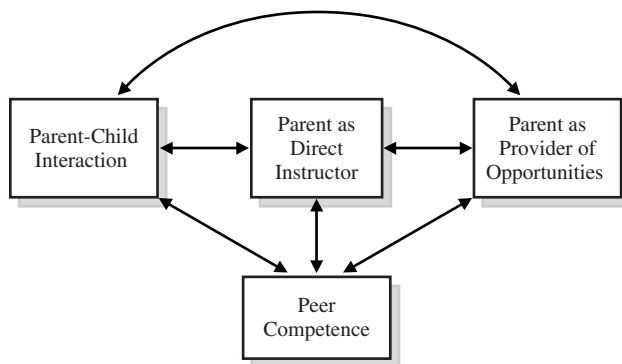 Parent-Child
Interaction
Parent as
Direct
Instructor
Parent as
Provider of
Opportunities
Peer
Competence